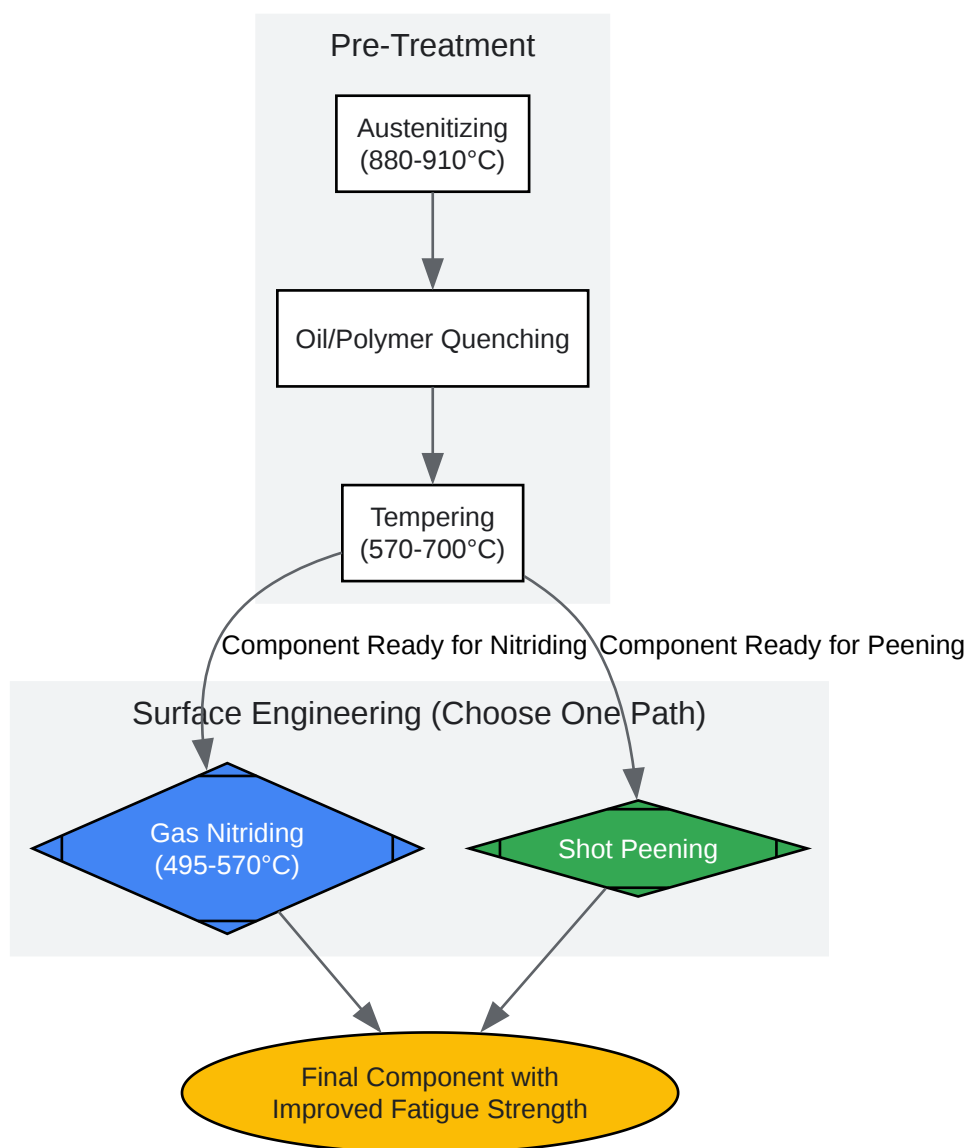 Pre-Treatment
Austenitizing
(880-910°C)
Oil/Polymer Quenching
Tempering
(570-700°C)
Component Ready for Nitriding
Component Ready for Peening
Surface Engineering (Choose One Path)
Gas Nitriding
(495-570°C)
Shot Peening
Final Component with
Improved Fatigue Strength